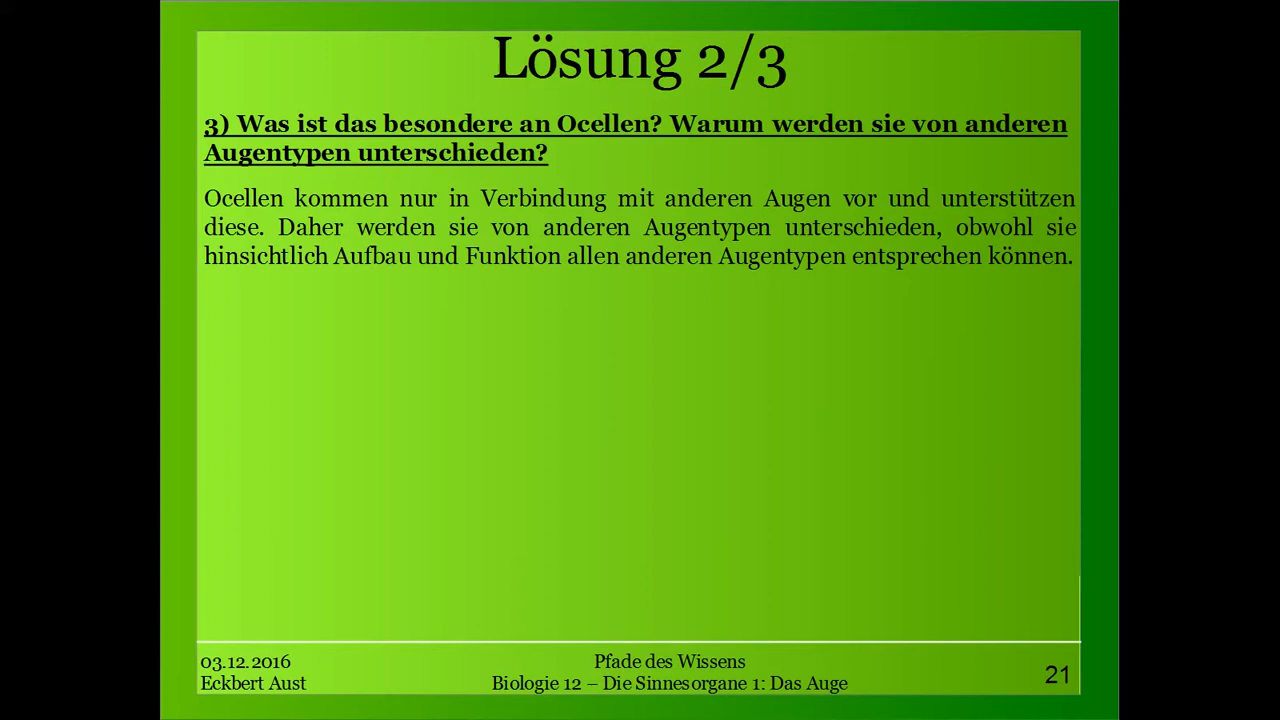 Lösung 2/3
3) Was ist das besondere an Ocellen? Warum werden sie von anderen
Augentypen unterschieden?
Ocellen kommen nur in Verbindung mit anderen Augen vor und unterstützen
diese. Daher werden sie von anderen Augentypen unterschieden, obwohl sie
hinsichtlich Aufbau und Funktion allen anderen Augentypen entsprechen können.
03.12.2016
Eckbert Aust
Pfade des Wissens
Biologie 12 – Die Sinnesorgane 1: Das Auge
21